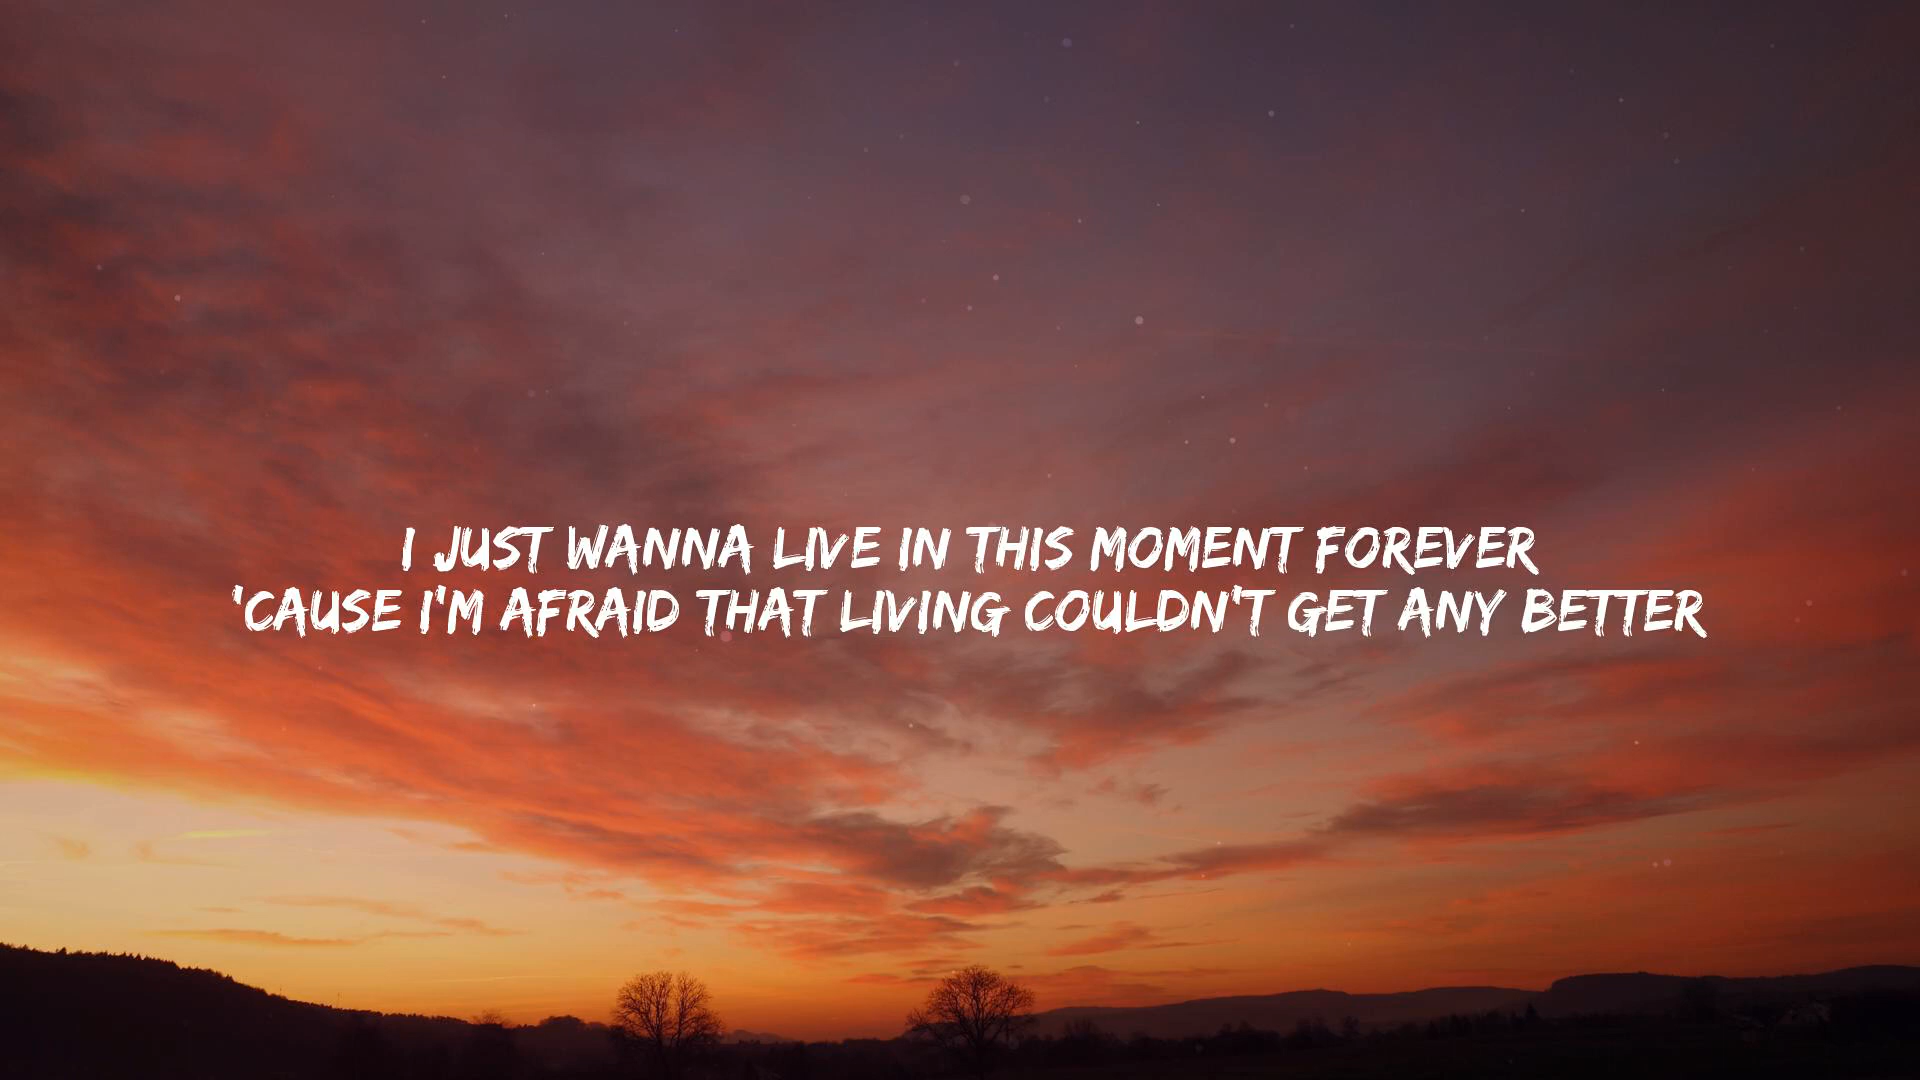 I JUST WANNA LIVE IN THIS MOMENT FOREVER
'CAUSE I'M AFRAID THAT LIVING COULDN'T GET ANY BETTER